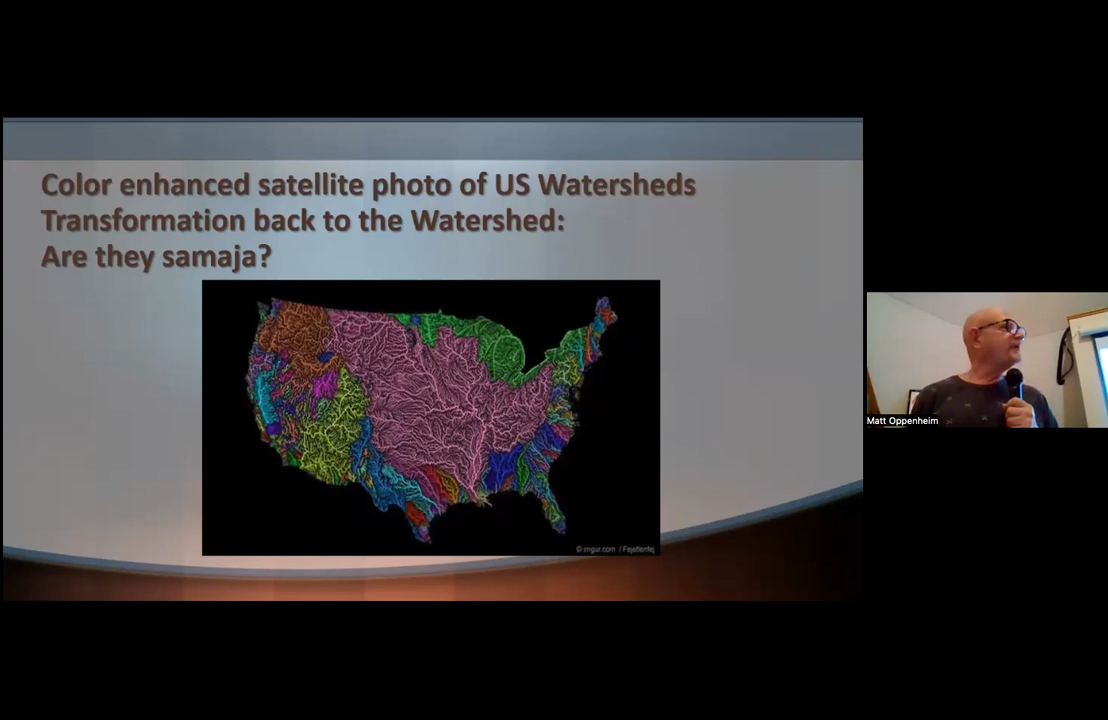 Color enhanced satellite photo of US Watersheds
Transformation back to the Watershed:
Are they samaja?
© imgur.com / Fejetlenfej
Matt Oppenheim